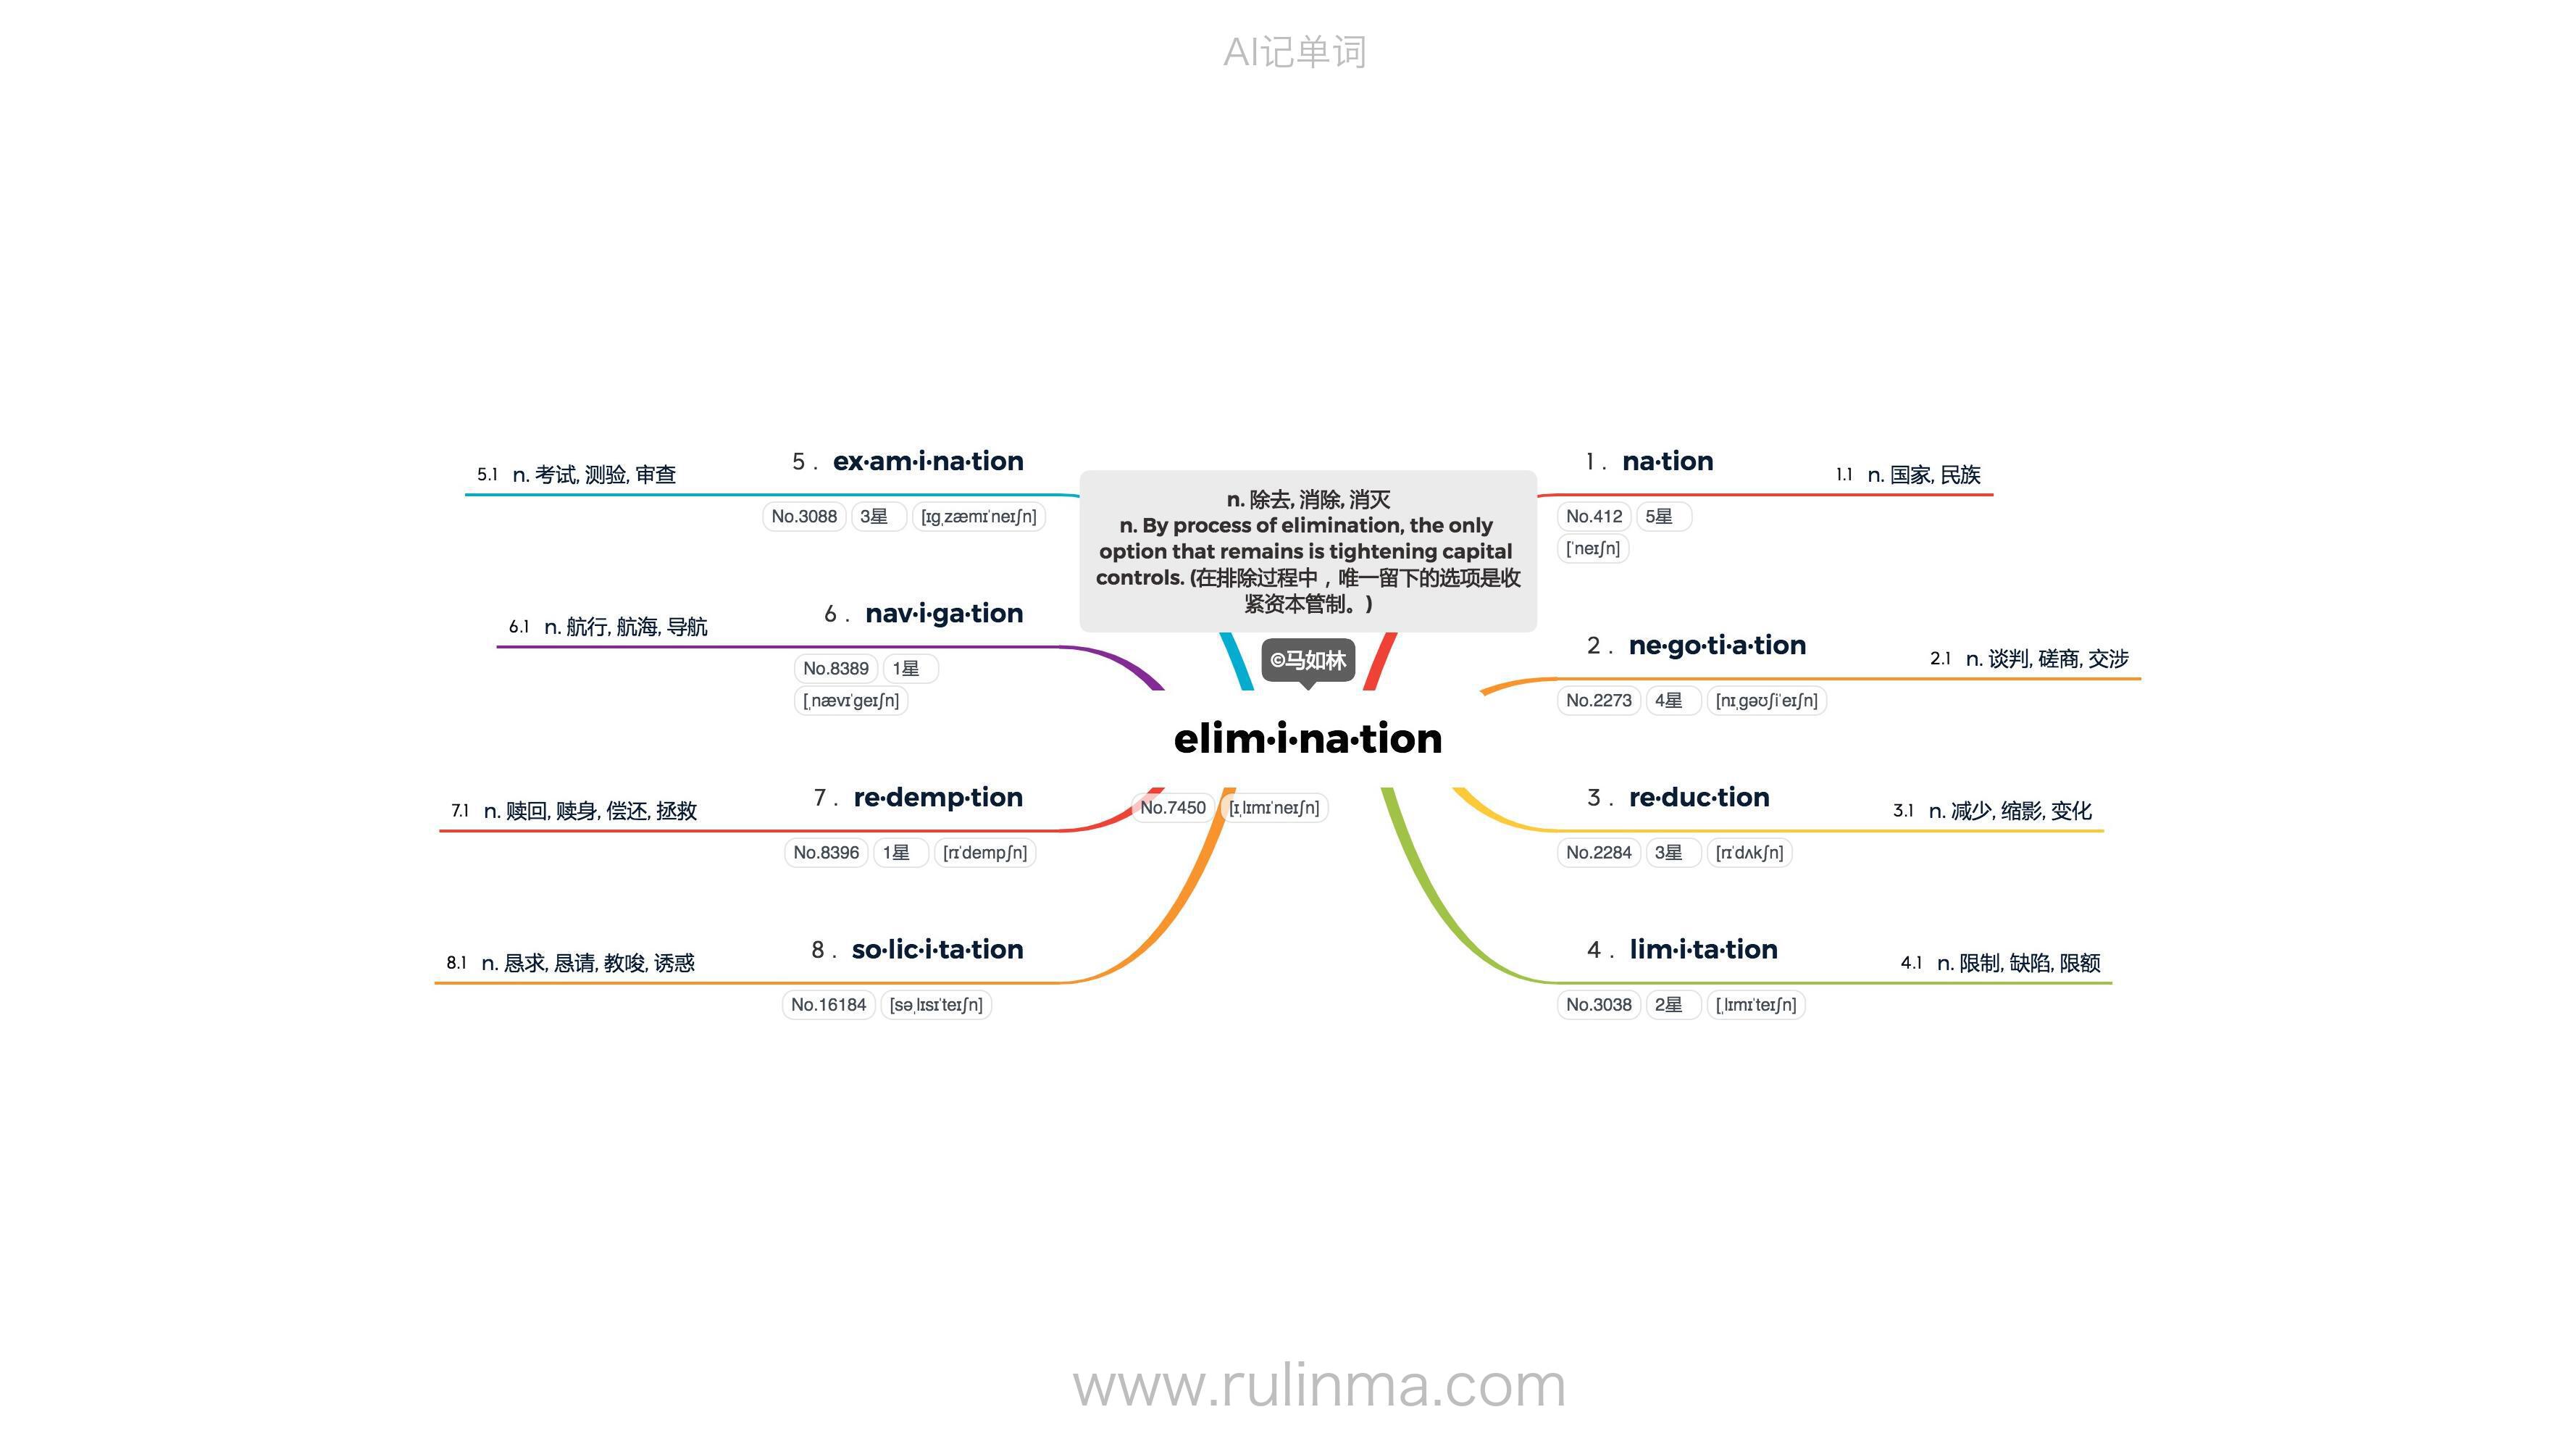 AI记单词
n. 除去, 消除, 消灭
n. By process of elimination, the only
option that remains is tightening capital
controls. (在排除过程中，唯一留下的选项是收
紧资本管制。)
©马如林
elim·i·na·tion
No.7450 [ɪˌlɪmɪˈneɪʃn]
1 . na·tion
1.1 n. 国家, 民族
No.412 5星
[ˈneɪʃn]
2 . ne·go·ti·a·tion
2.1 n. 谈判, 磋商, 交涉
No.2273 4星 [nɪˌgəʊʃiˈeɪʃn]
3 . re·duc·tion
3.1 n. 减少, 缩影, 变化
No.2284 3星 [rɪˈdʌkʃn]
4 . lim·i·ta·tion
4.1 n. 限制, 缺陷, 限额
No.3038 2星 [ˌlɪmɪˈteɪʃn]
5 . ex·am·i·na·tion
5.1 n. 考试, 测验, 审查
No.3088 3星 [ɪgˌzæmɪˈneɪʃn]
6 . nav·i·ga·tion
6.1 n. 航行, 航海, 导航
No.8389 1星
[ˌnævɪˈgeɪʃn]
7 . re·demp·tion
7.1 n. 赎回, 赎身, 偿还, 拯救
No.8396 1星 [rɪˈdempʃn]
8 . so·lic·i·ta·tion
8.1 n. 恳求, 恳请, 教唆, 诱惑
No.16184 [səˌlɪsɪˈteɪʃn]
www.rulinma.com